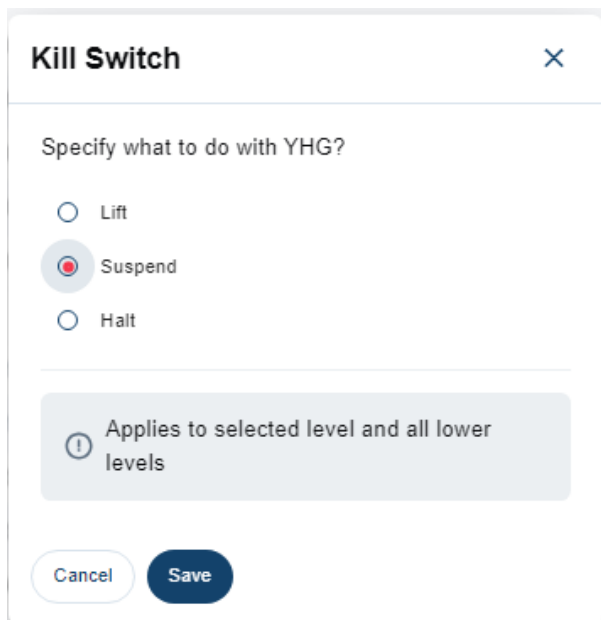 Kill Switch
Specify what to do with YHG?
Lift
Suspend
Halt
Applies to selected level and all lower
levels
Cancel Save